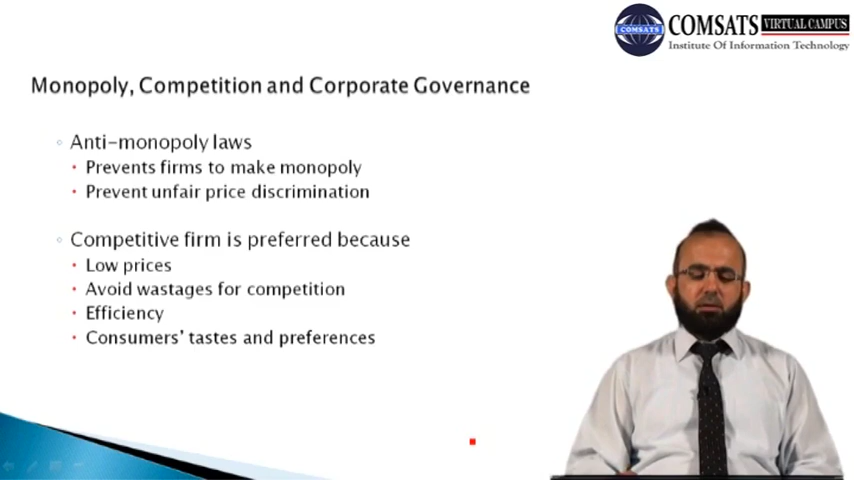 COMSATS VIRTUAL CAMPUS
COMSATS
Institute Of Information Technology
Monopoly, Competition and Corporate Governance
Anti-monopoly laws
Prevents firms to make monopoly
Prevent unfair price discrimination
Competitive firm is preferred because
Low prices
Avoid wastages for competition
Efficiency
Consumers' tastes and preferences